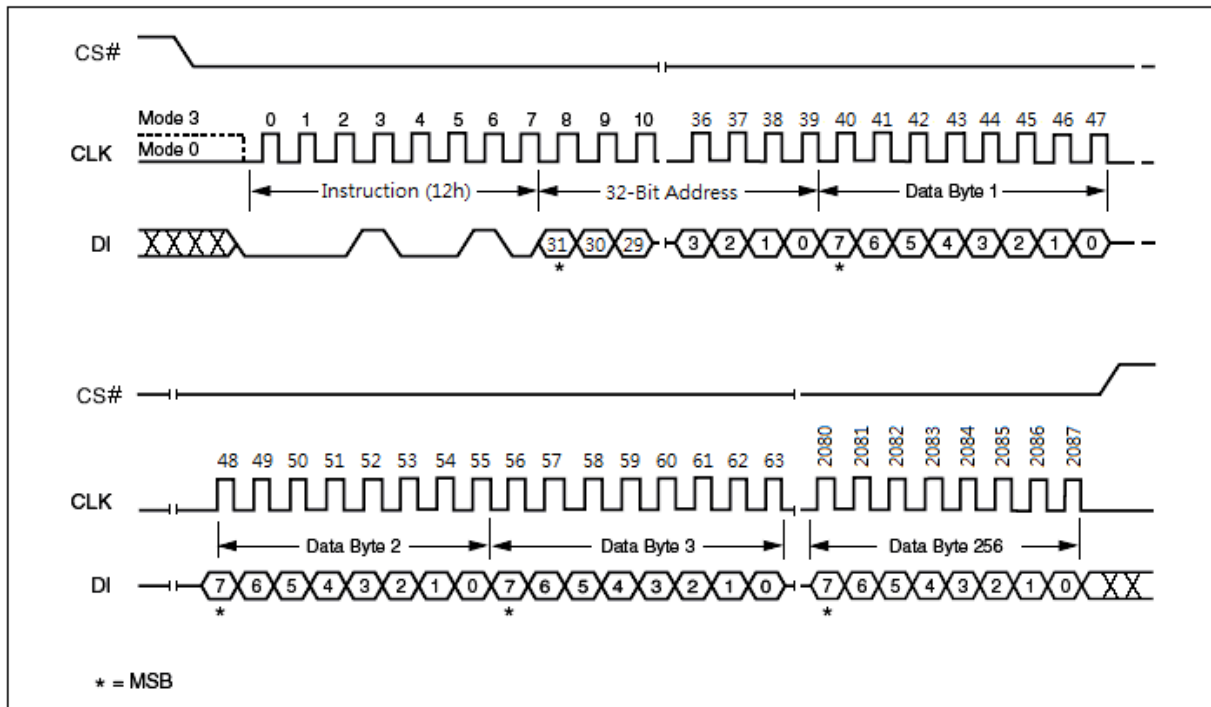 CS#
Mode 3
0 1 2 3 4 5 6 7 8 9 10 36 37 38 39 40 41 42 43 44 45 46 47
Mode 0
CLK
Instruction (12h) 32-Bit Address Data Byte 1
DI 31 30 29 3 2 1 0 7 6 5 4 3 2 1 0
* *
CS#
48 49 50 51 52 53 54 55 56 57 58 59 60 61 62 63 2080 2081 2082 2083 2084 2085 2086 2087
CLK
Data Byte 2 Data Byte 3 Data Byte 256
DI 7 6 5 4 3 2 1 0 7 6 5 4 3 2 1 0 7 6 5 4 3 2 1 0
* * *
* = MSB